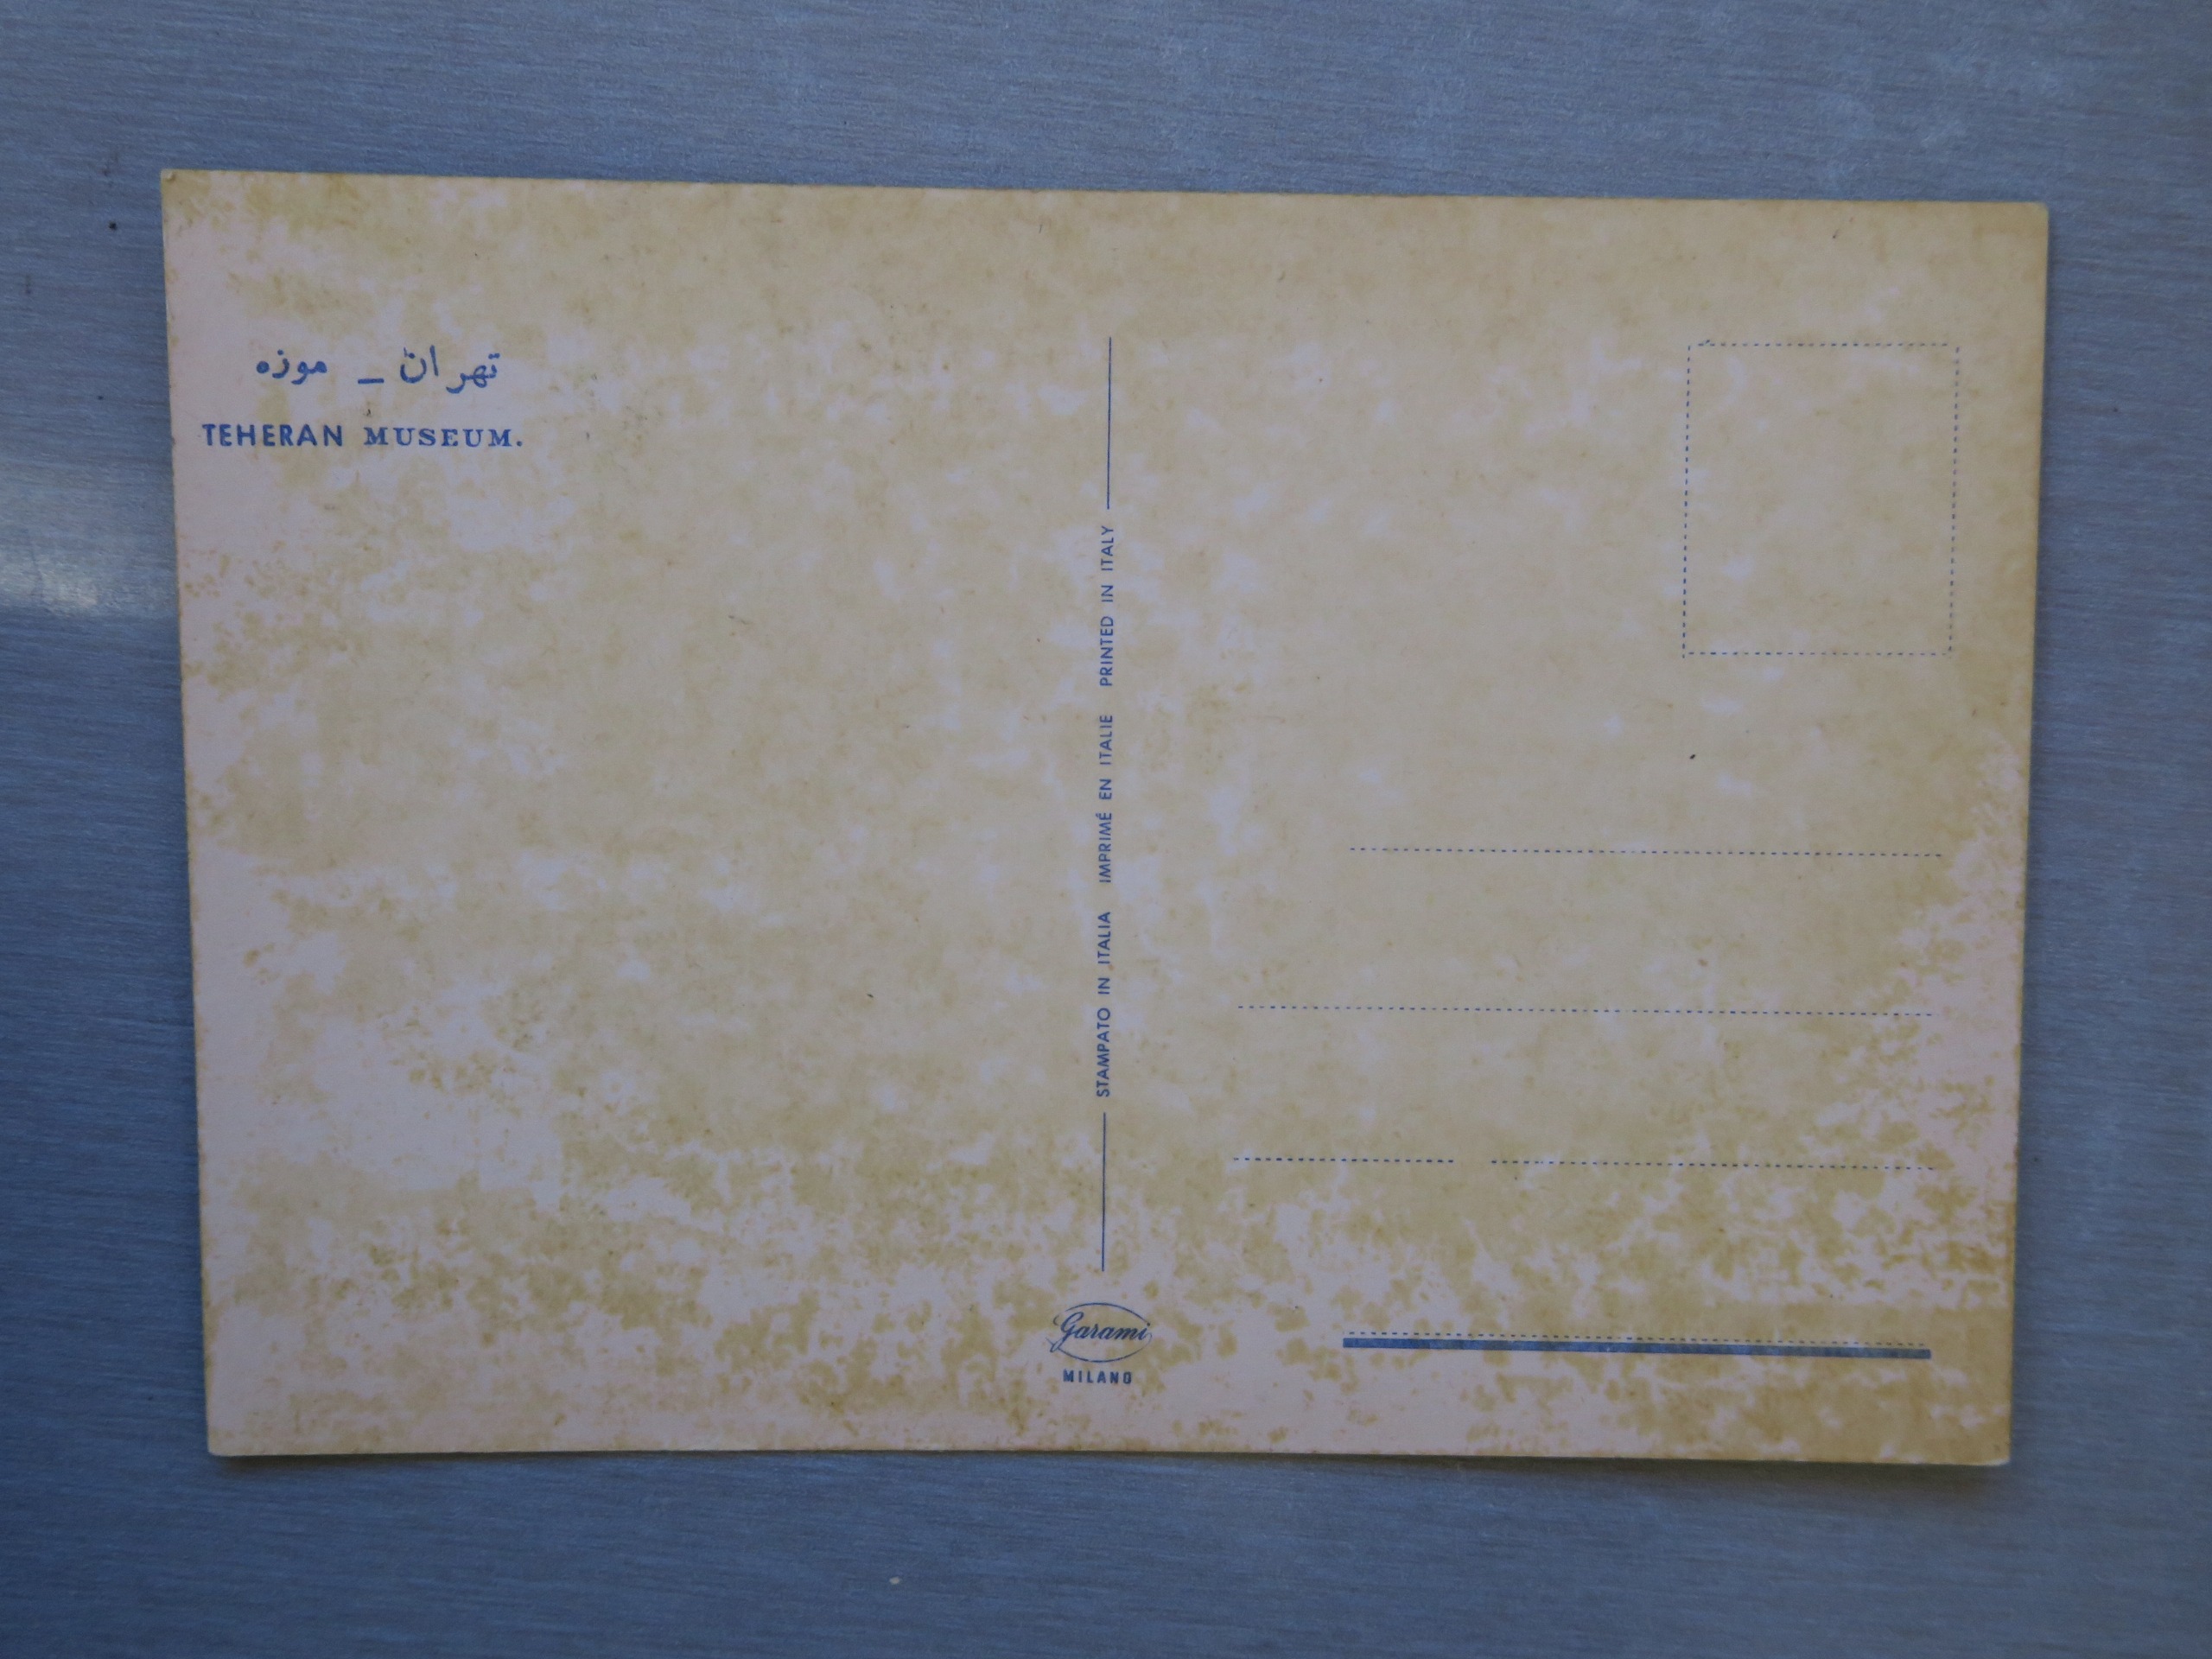 تهران _ موزه
TEHERAN MUSEUM.
STAMPATO IN ITALIA IMPRIMÉ EN ITALIE PRINTED IN ITALY
Garami
MILANO